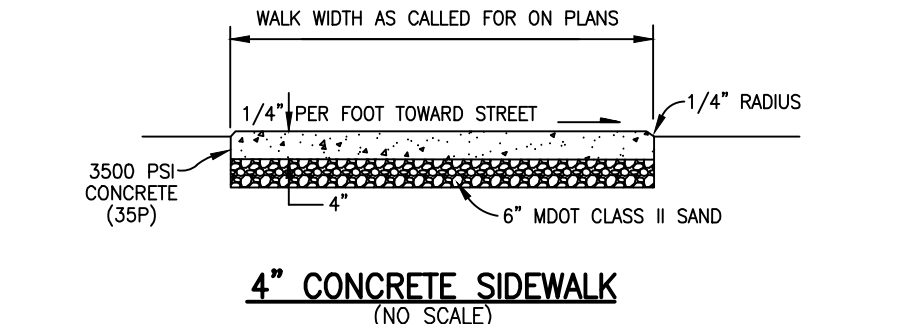 WALK WIDTH AS CALLED FOR ON PLANS
1/4" PER FOOT TOWARD STREET
1/4" RADIUS
3500 PSI
CONCRETE
(35P)
4"
6" MDOT CLASS II SAND
4" CONCRETE SIDEWALK
(NO SCALE)